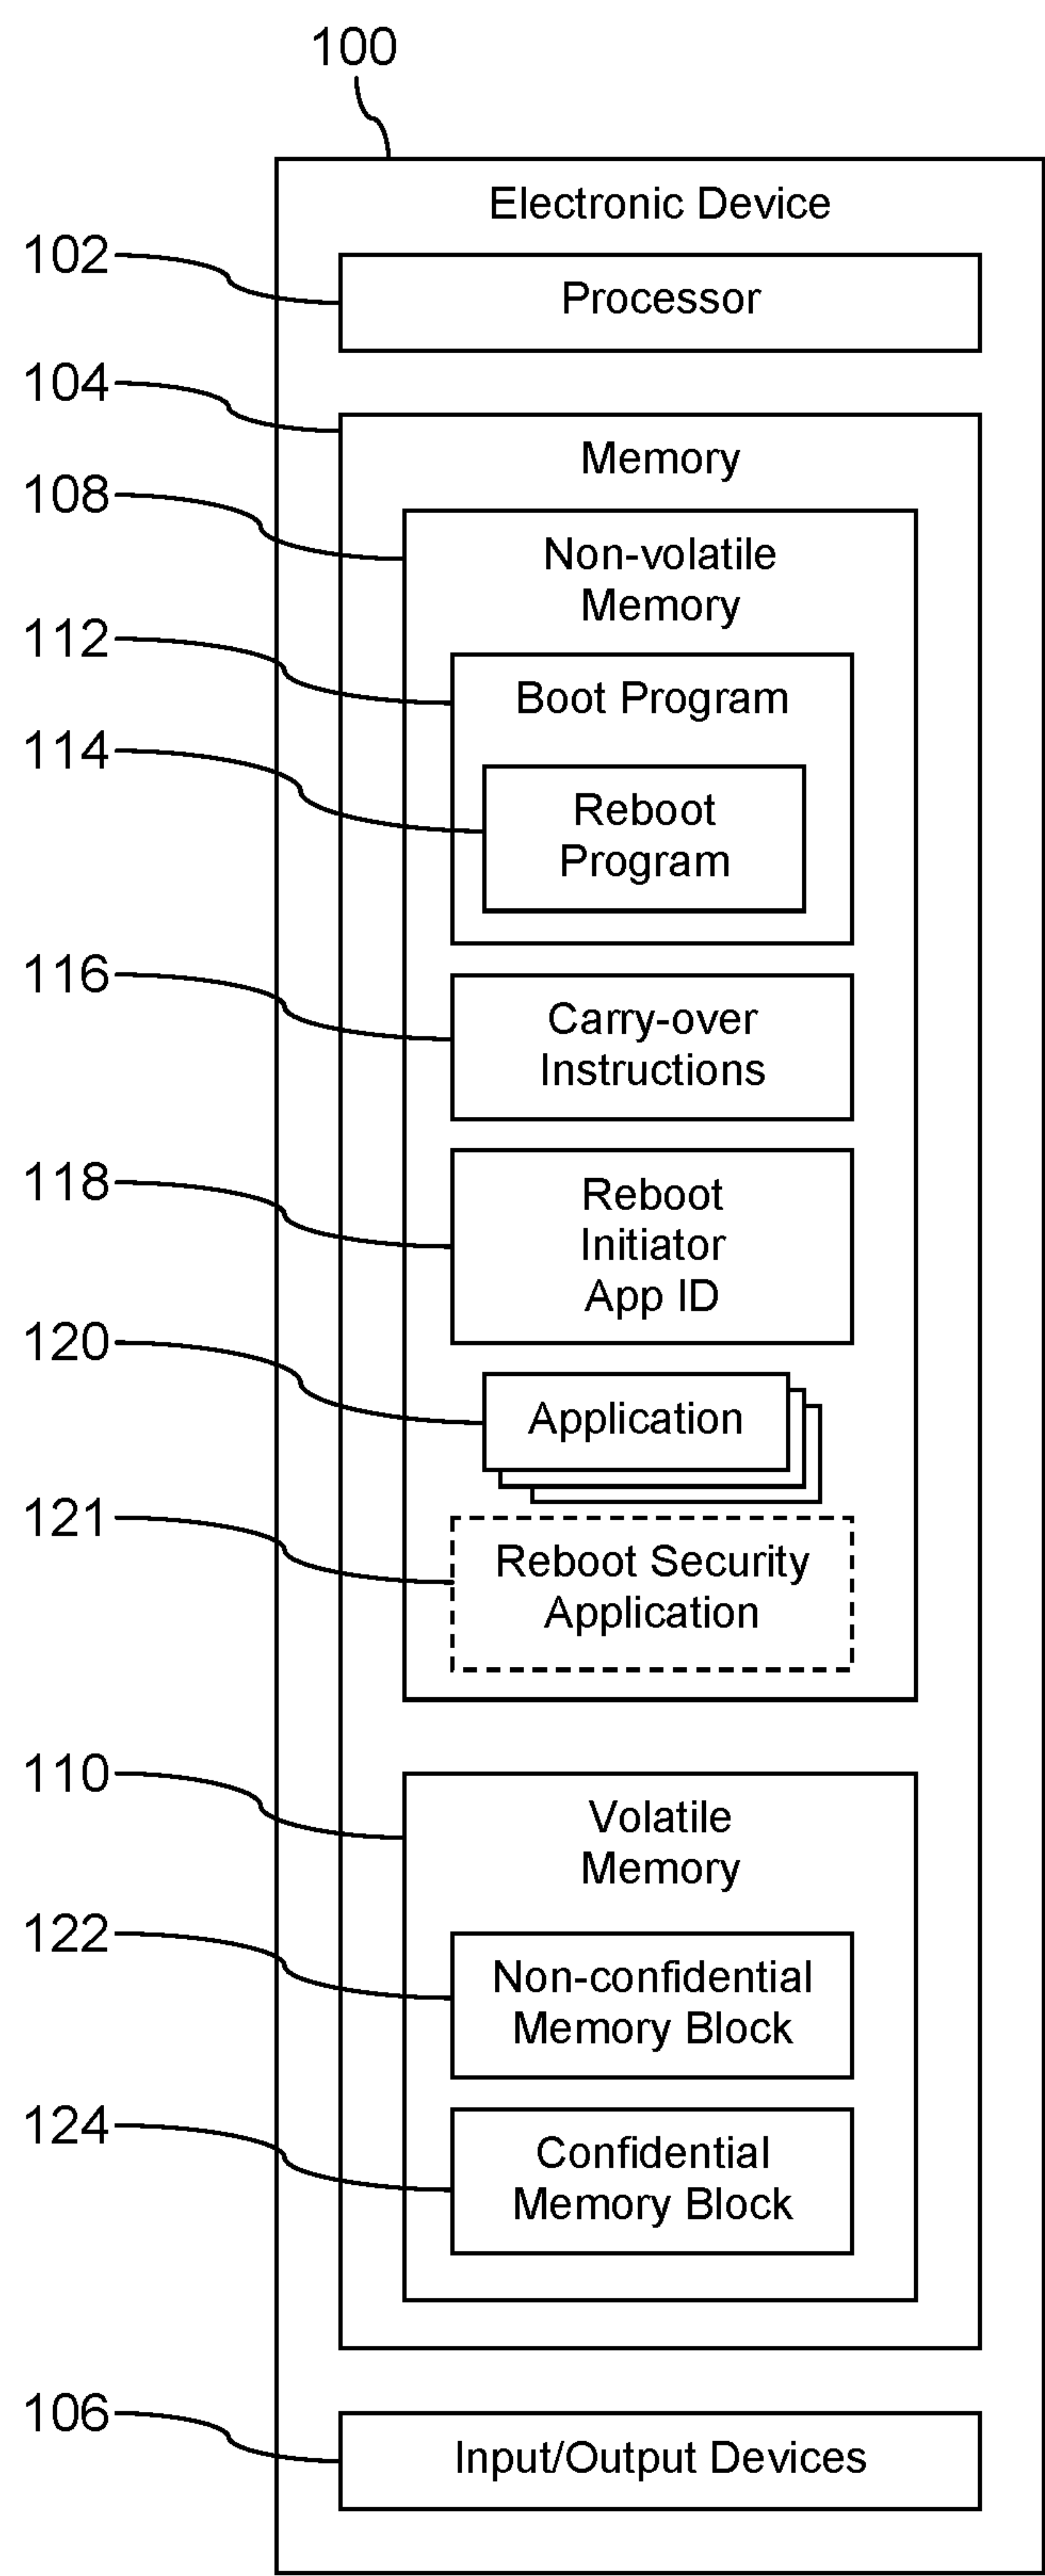 100
Electronic Device
102
Processor
104
Memory
108
Non-volatile
Memory
112
Boot Program
114
Reboot
Program
116
Carry-over
Instructions
118
Reboot
Initiator
App ID
120
Application
121
Reboot Security
Application
110
Volatile
Memory
122
Non-confidential
Memory Block
124
Confidential
Memory Block
106
Input/Output Devices